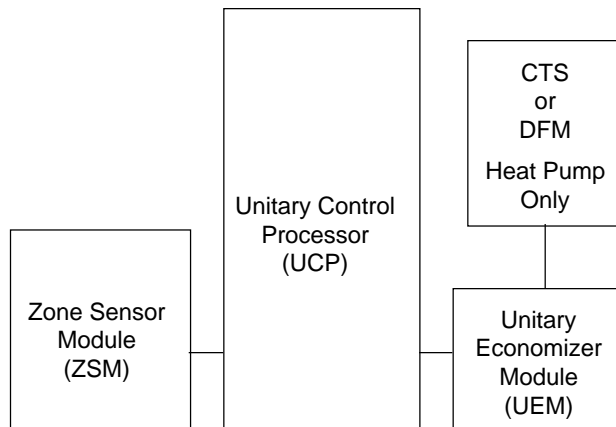 CTS
or
DFM
Heat Pump
Only
Unitary Control
Processor
(UCP)
Zone Sensor
Module
(ZSM)
Unitary
Economizer
Module
(UEM)